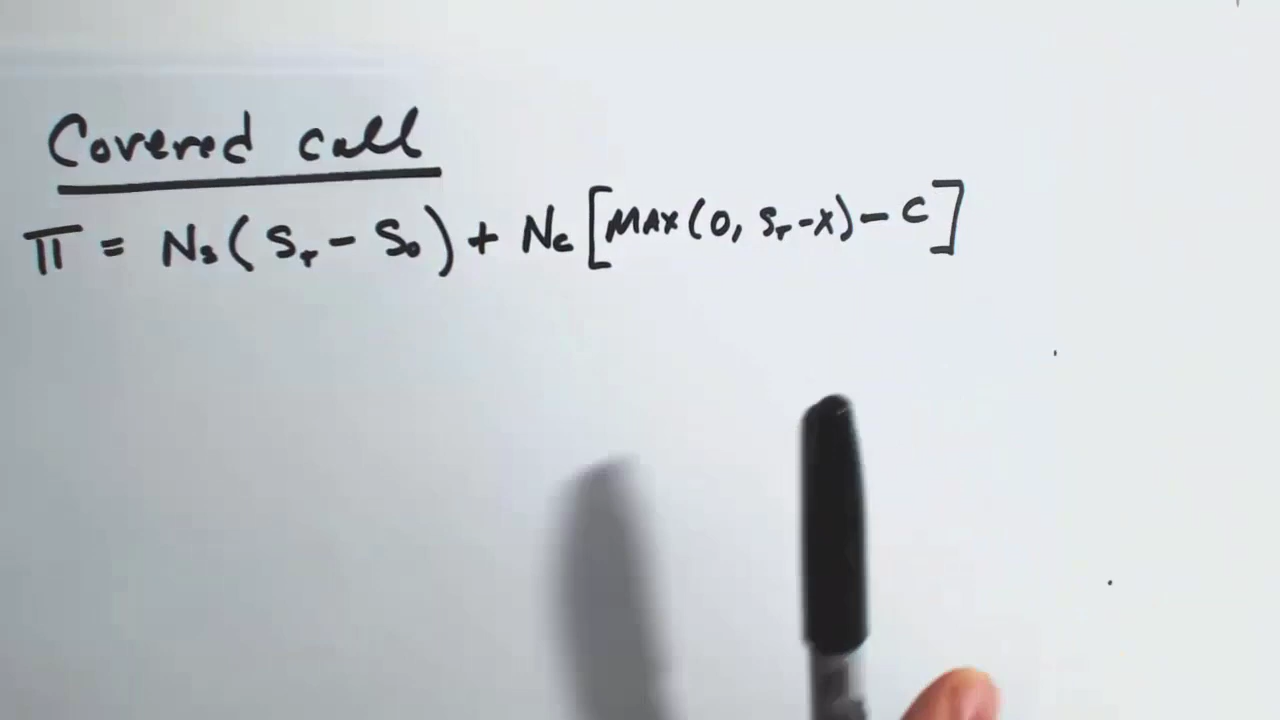 Covered call
π = Ns(ST - S0) + Nc[MAX(0, ST-X) - C]